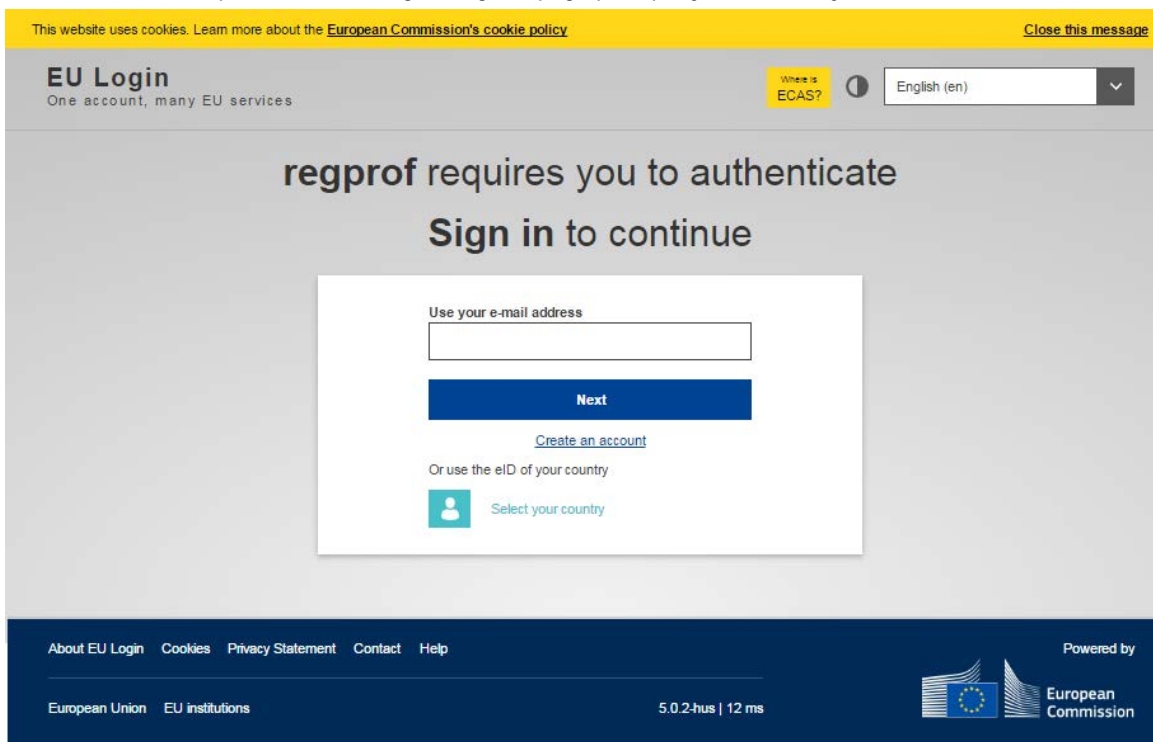 This website uses cookies. Learn more about the European Commission's cookie policy
Close this message
EU Login
One account, many EU services
Where is
ECAS?
English (en)
regprof requires you to authenticate
Sign in to continue
Use your e-mail address
Next
Create an account
Or use the eID of your country
Select your country
About EU Login Cookies Privacy Statement Contact Help
Powered by
European Union EU institutions
5.0.2-hus | 12 ms
European
Commission